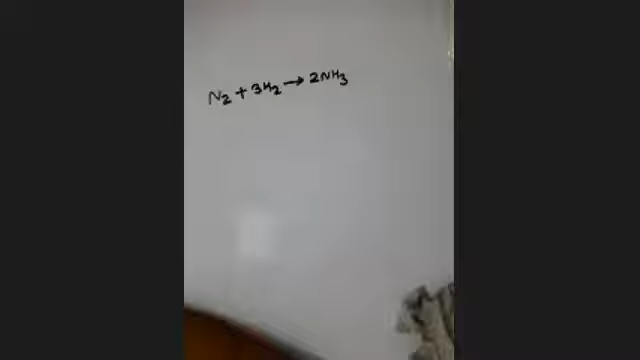 N₂ + 3H₂ → 2NH₃